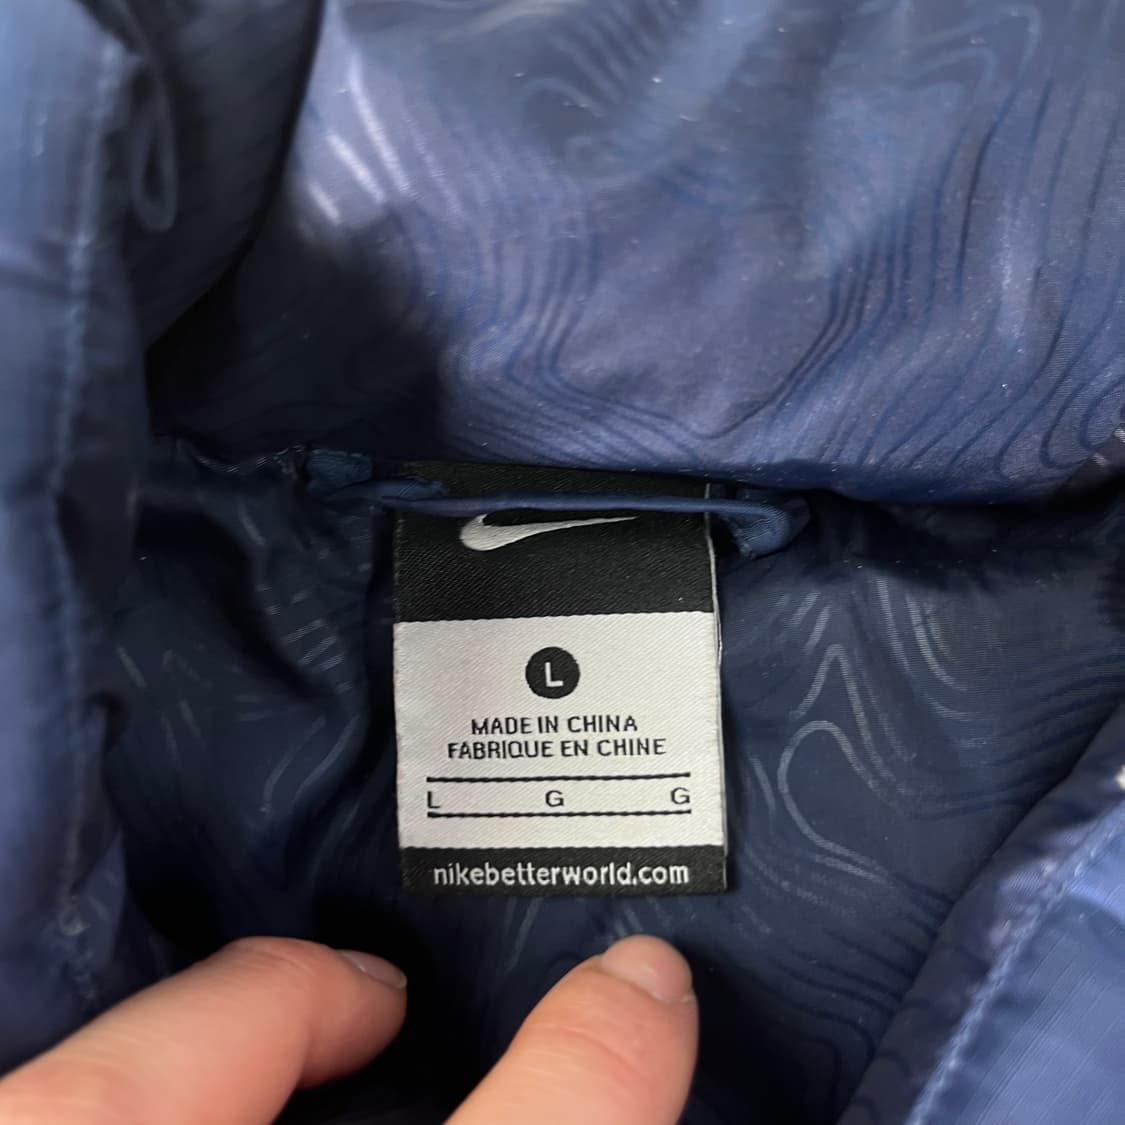 L
MADE IN CHINA
FABRIQUE EN CHINE
L G G
nikebetterworld.com